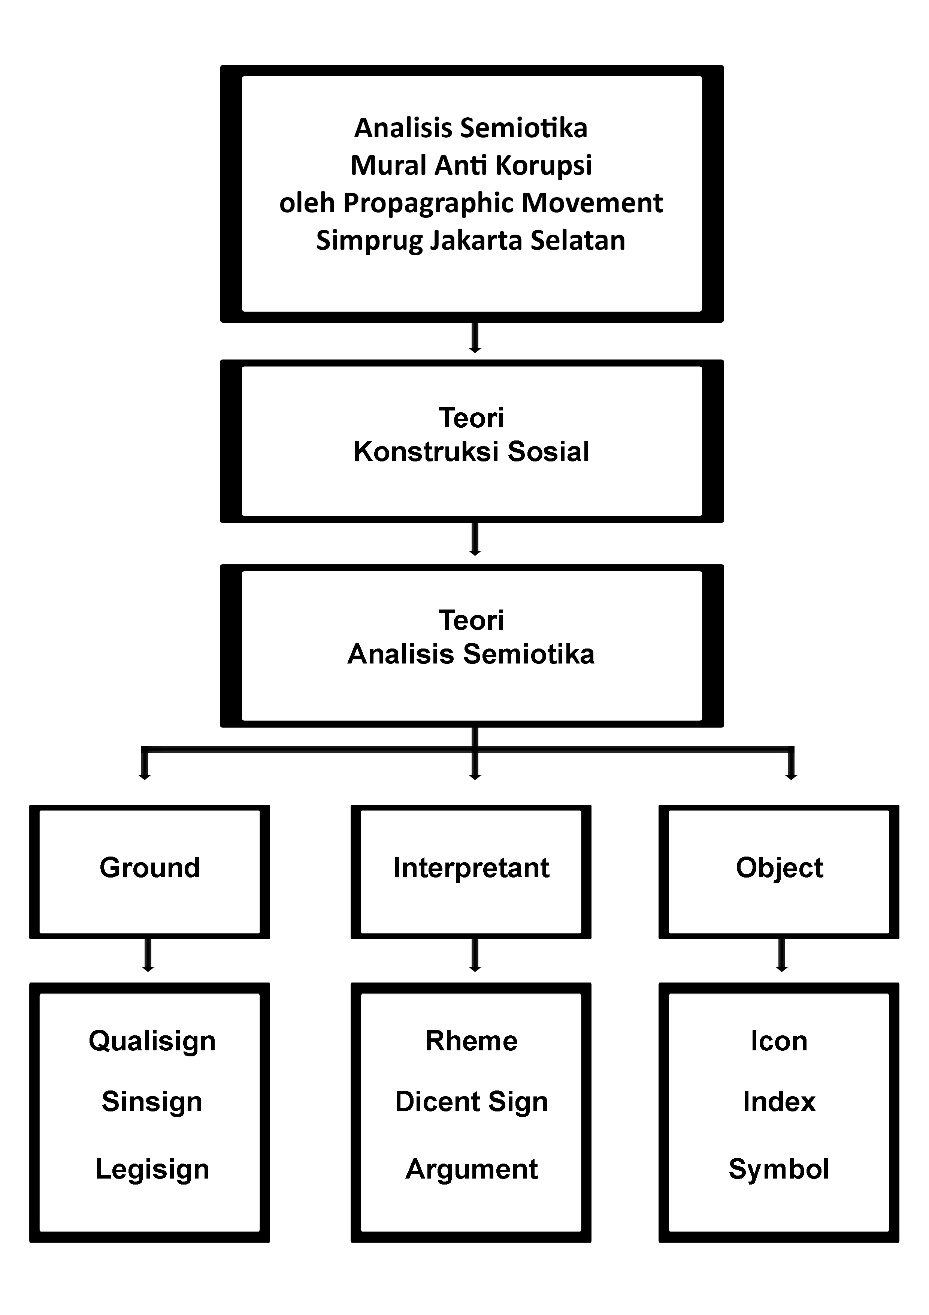 Analisis Semiotika
Mural Anti Korupsi
oleh Propagraphic Movement
Simprug Jakarta Selatan
Teori
Konstruksi Sosial
Teori
Analisis Semiotika
Ground
Interpretant
Object
Qualisign
Sinsign
Legisign
Rheme
Dicent Sign
Argument
Icon
Index
Symbol